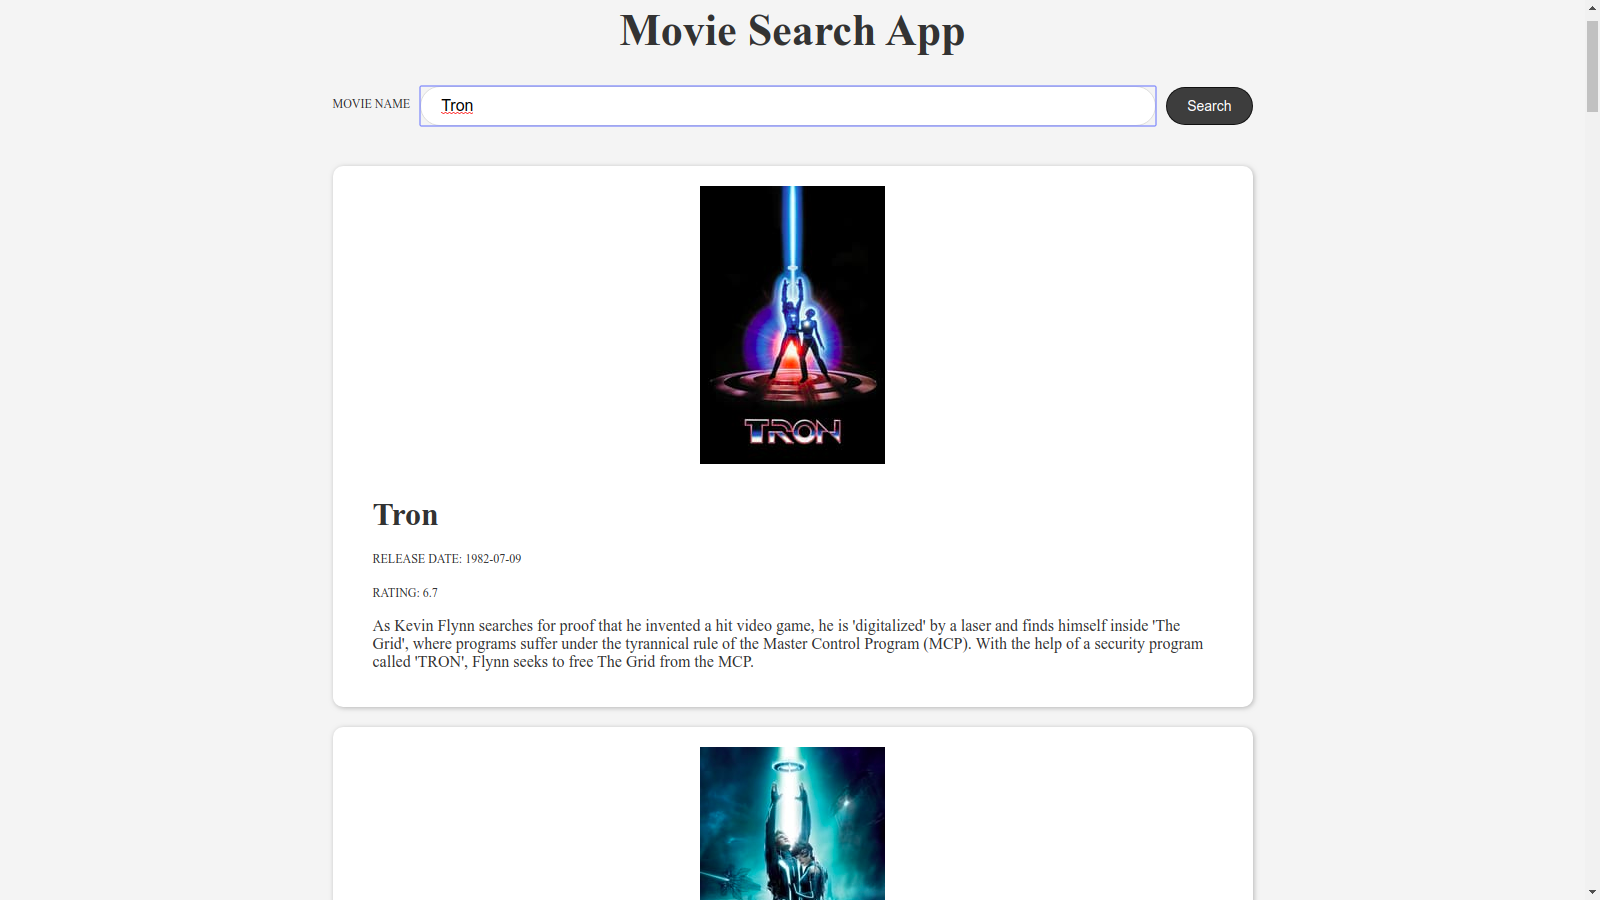 Movie Search App
MOVIE NAME
Tron
Search
TRON
Tron
RELEASE DATE: 1982-07-09
RATING: 6.7
As Kevin Flynn searches for proof that he invented a hit video game, he is 'digitalized' by a laser and finds himself inside 'The
Grid', where programs suffer under the tyrannical rule of the Master Control Program (MCP). With the help of a security program
called 'TRON', Flynn seeks to free The Grid from the MCP.